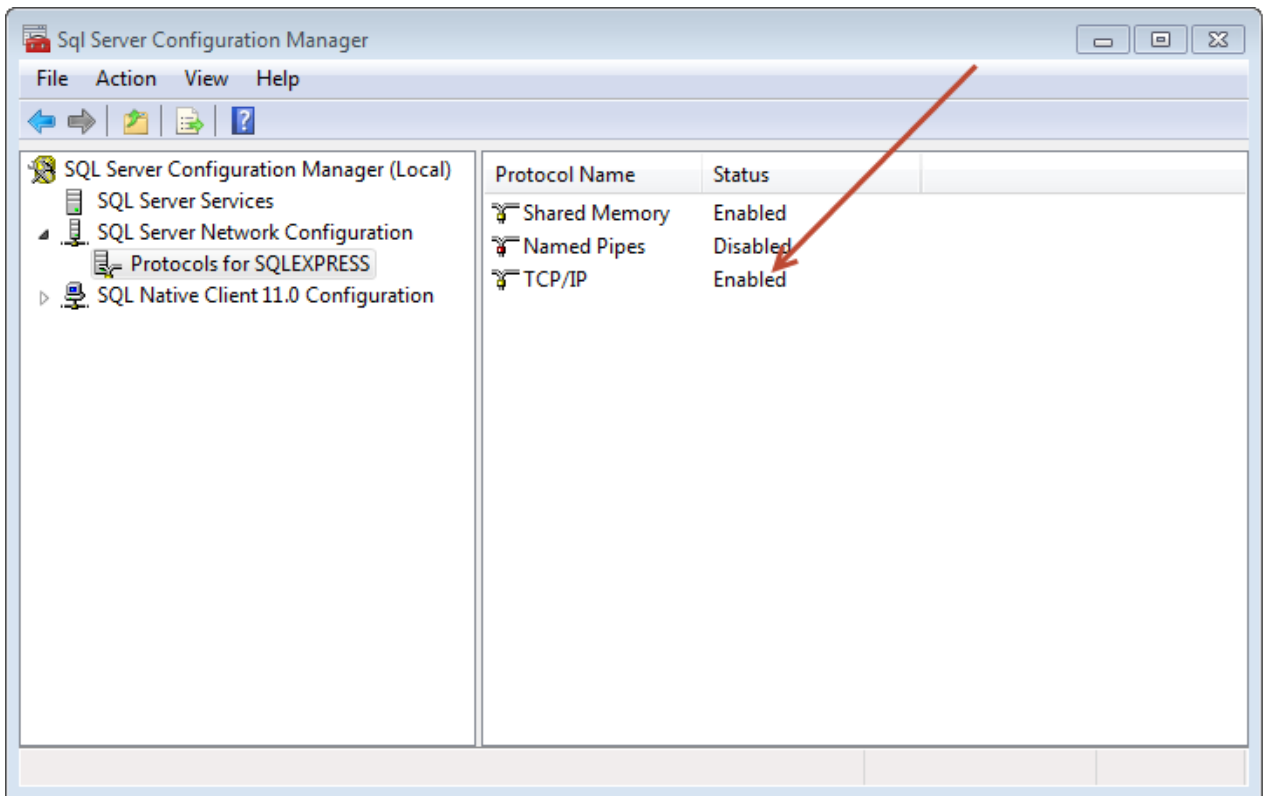 Sql Server Configuration Manager
File Action View Help
SQL Server Configuration Manager (Local)
SQL Server Services
SQL Server Network Configuration
Protocols for SQLEXPRESS
SQL Native Client 11.0 Configuration
Protocol Name Status
Shared Memory Enabled
Named Pipes Disabled
TCP/IP Enabled